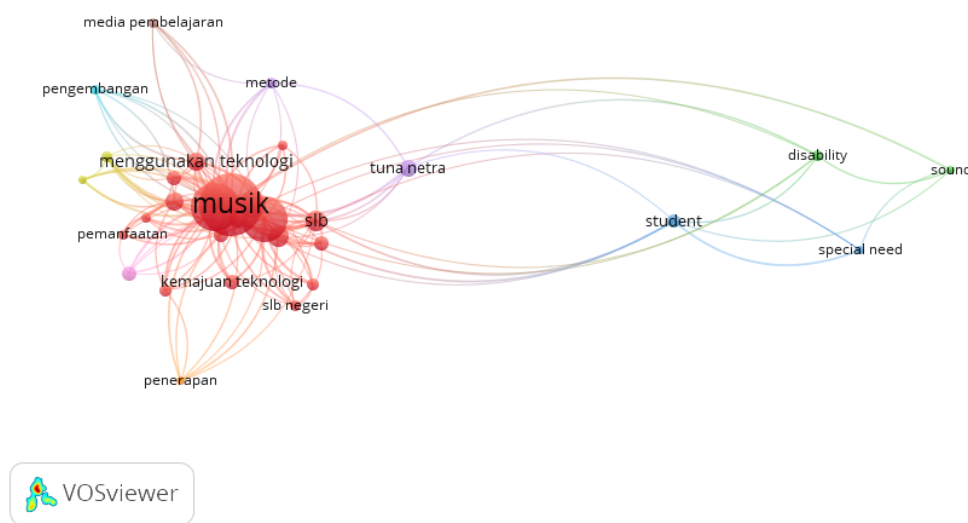 media pembelajaran
pengembangan
metode
menggunakan teknologi
tuna netra
disability
sound
musik
slb
student
pemanfaatan
special need
kemajuan teknologi
slb negeri
penerapan
VOSviewer